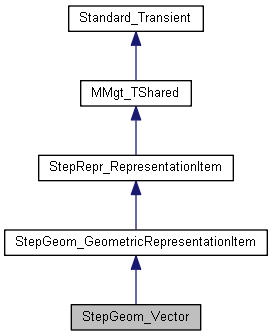 Standard_Transient
MMgt_TShared
StepRepr_RepresentationItem
StepGeom_GeometricRepresentationItem
StepGeom_Vector